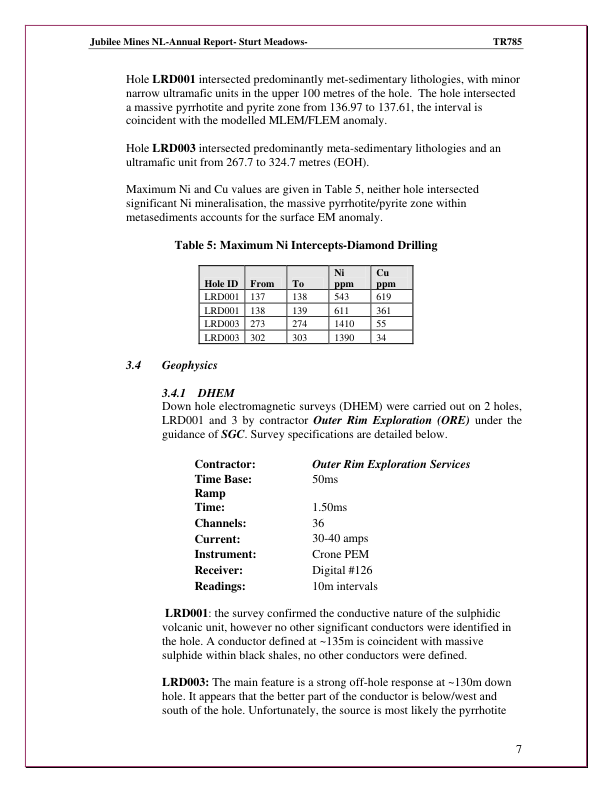 Jubilee Mines NL-Annual Report- Sturt Meadows- TR785
Hole LRD001 intersected predominantly met-sedimentary lithologies, with minor
narrow ultramafic units in the upper 100 metres of the hole.  The hole intersected
a massive pyrrhotite and pyrite zone from 136.97 to 137.61, the interval is
coincident with the modelled MLEM/FLEM anomaly.
Hole LRD003 intersected predominantly meta-sedimentary lithologies and an
ultramafic unit from 267.7 to 324.7 metres (EOH).
Maximum Ni and Cu values are given in Table 5, neither hole intersected
significant Ni mineralisation, the massive pyrrhotite/pyrite zone within
metasediments accounts for the surface EM anomaly.
Table 5: Maximum Ni Intercepts-Diamond Drilling
Hole ID From To Ni ppm Cu ppm
LRD001 137 138 543 619
LRD001 138 139 611 361
LRD003 273 274 1410 55
LRD003 302 303 1390 34
3.4 Geophysics
3.4.1 DHEM
Down hole electromagnetic surveys (DHEM) were carried out on 2 holes,
LRD001 and 3 by contractor Outer Rim Exploration (ORE) under the
guidance of SGC. Survey specifications are detailed below.
Contractor: Outer Rim Exploration Services
Time Base: 50ms
Ramp
Time: 1.50ms
Channels: 36
Current: 30-40 amps
Instrument: Crone PEM
Receiver: Digital #126
Readings: 10m intervals
LRD001: the survey confirmed the conductive nature of the sulphidic
volcanic unit, however no other significant conductors were identified in
the hole. A conductor defined at ~135m is coincident with massive
sulphide within black shales, no other conductors were defined.
LRD003: The main feature is a strong off-hole response at ~130m down
hole. It appears that the better part of the conductor is below/west and
south of the hole. Unfortunately, the source is most likely the pyrrhotite
7